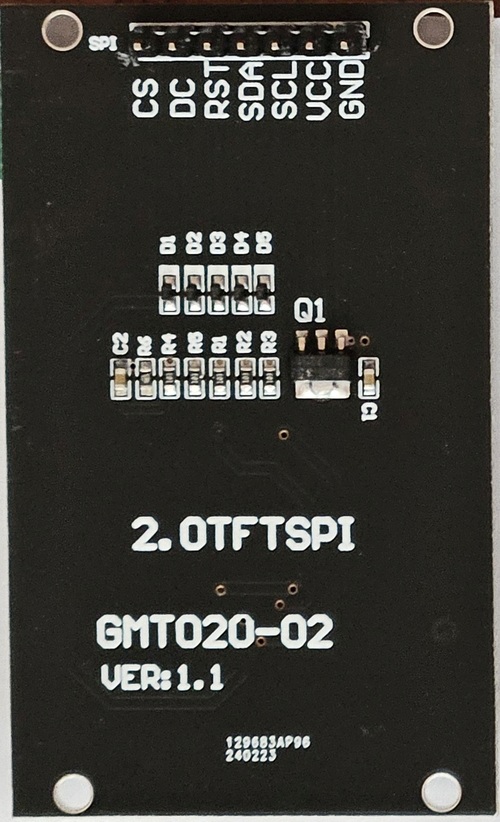 SPI
CS DC RST SDA SCL VCC GND
D1 D2 D3 D4 D5
Q1
C2 R6 R4 R5 R1 R2 R3
C1
2.0TFTSPI
GMT020-02
VER:1.1
129683AP96
240223